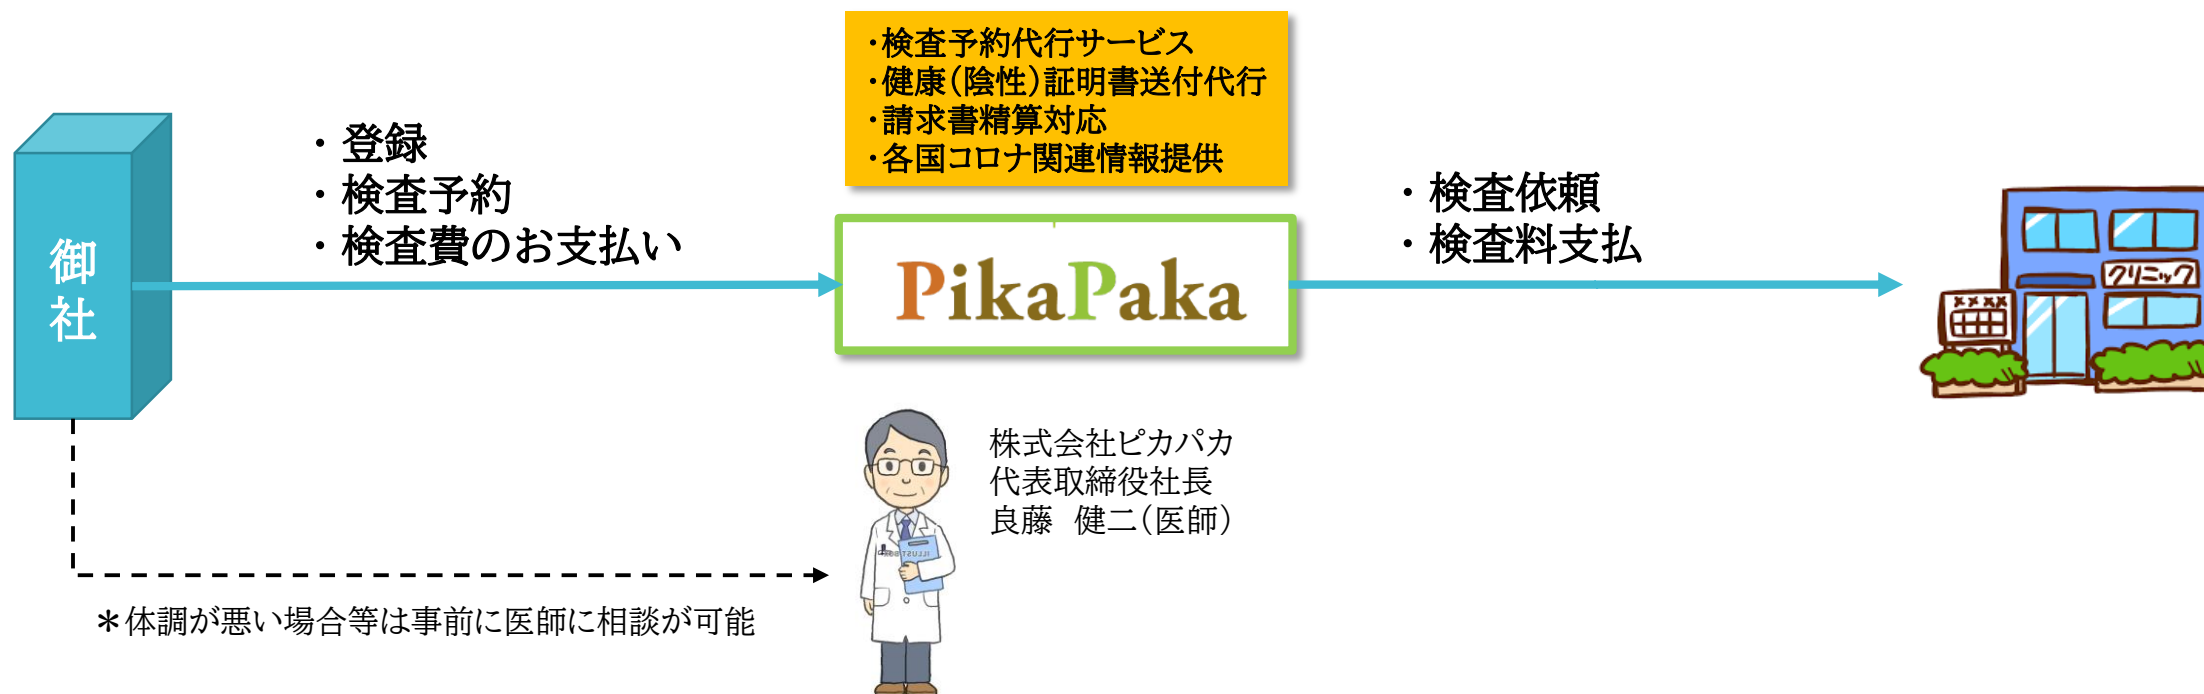 ・検査予約代行サービス
・健康（陰性）証明書送付代行
・請求書精算対応
・各国コロナ関連情報提供
御社
・登録
・検査予約
・検査費のお支払い
PikaPaka
・検査依頼
・検査料支払
クリニック
××××
株式会社ピカパカ
代表取締役社長
良藤　健二（医師）
＊体調が悪い場合等は事前に医師に相談が可能